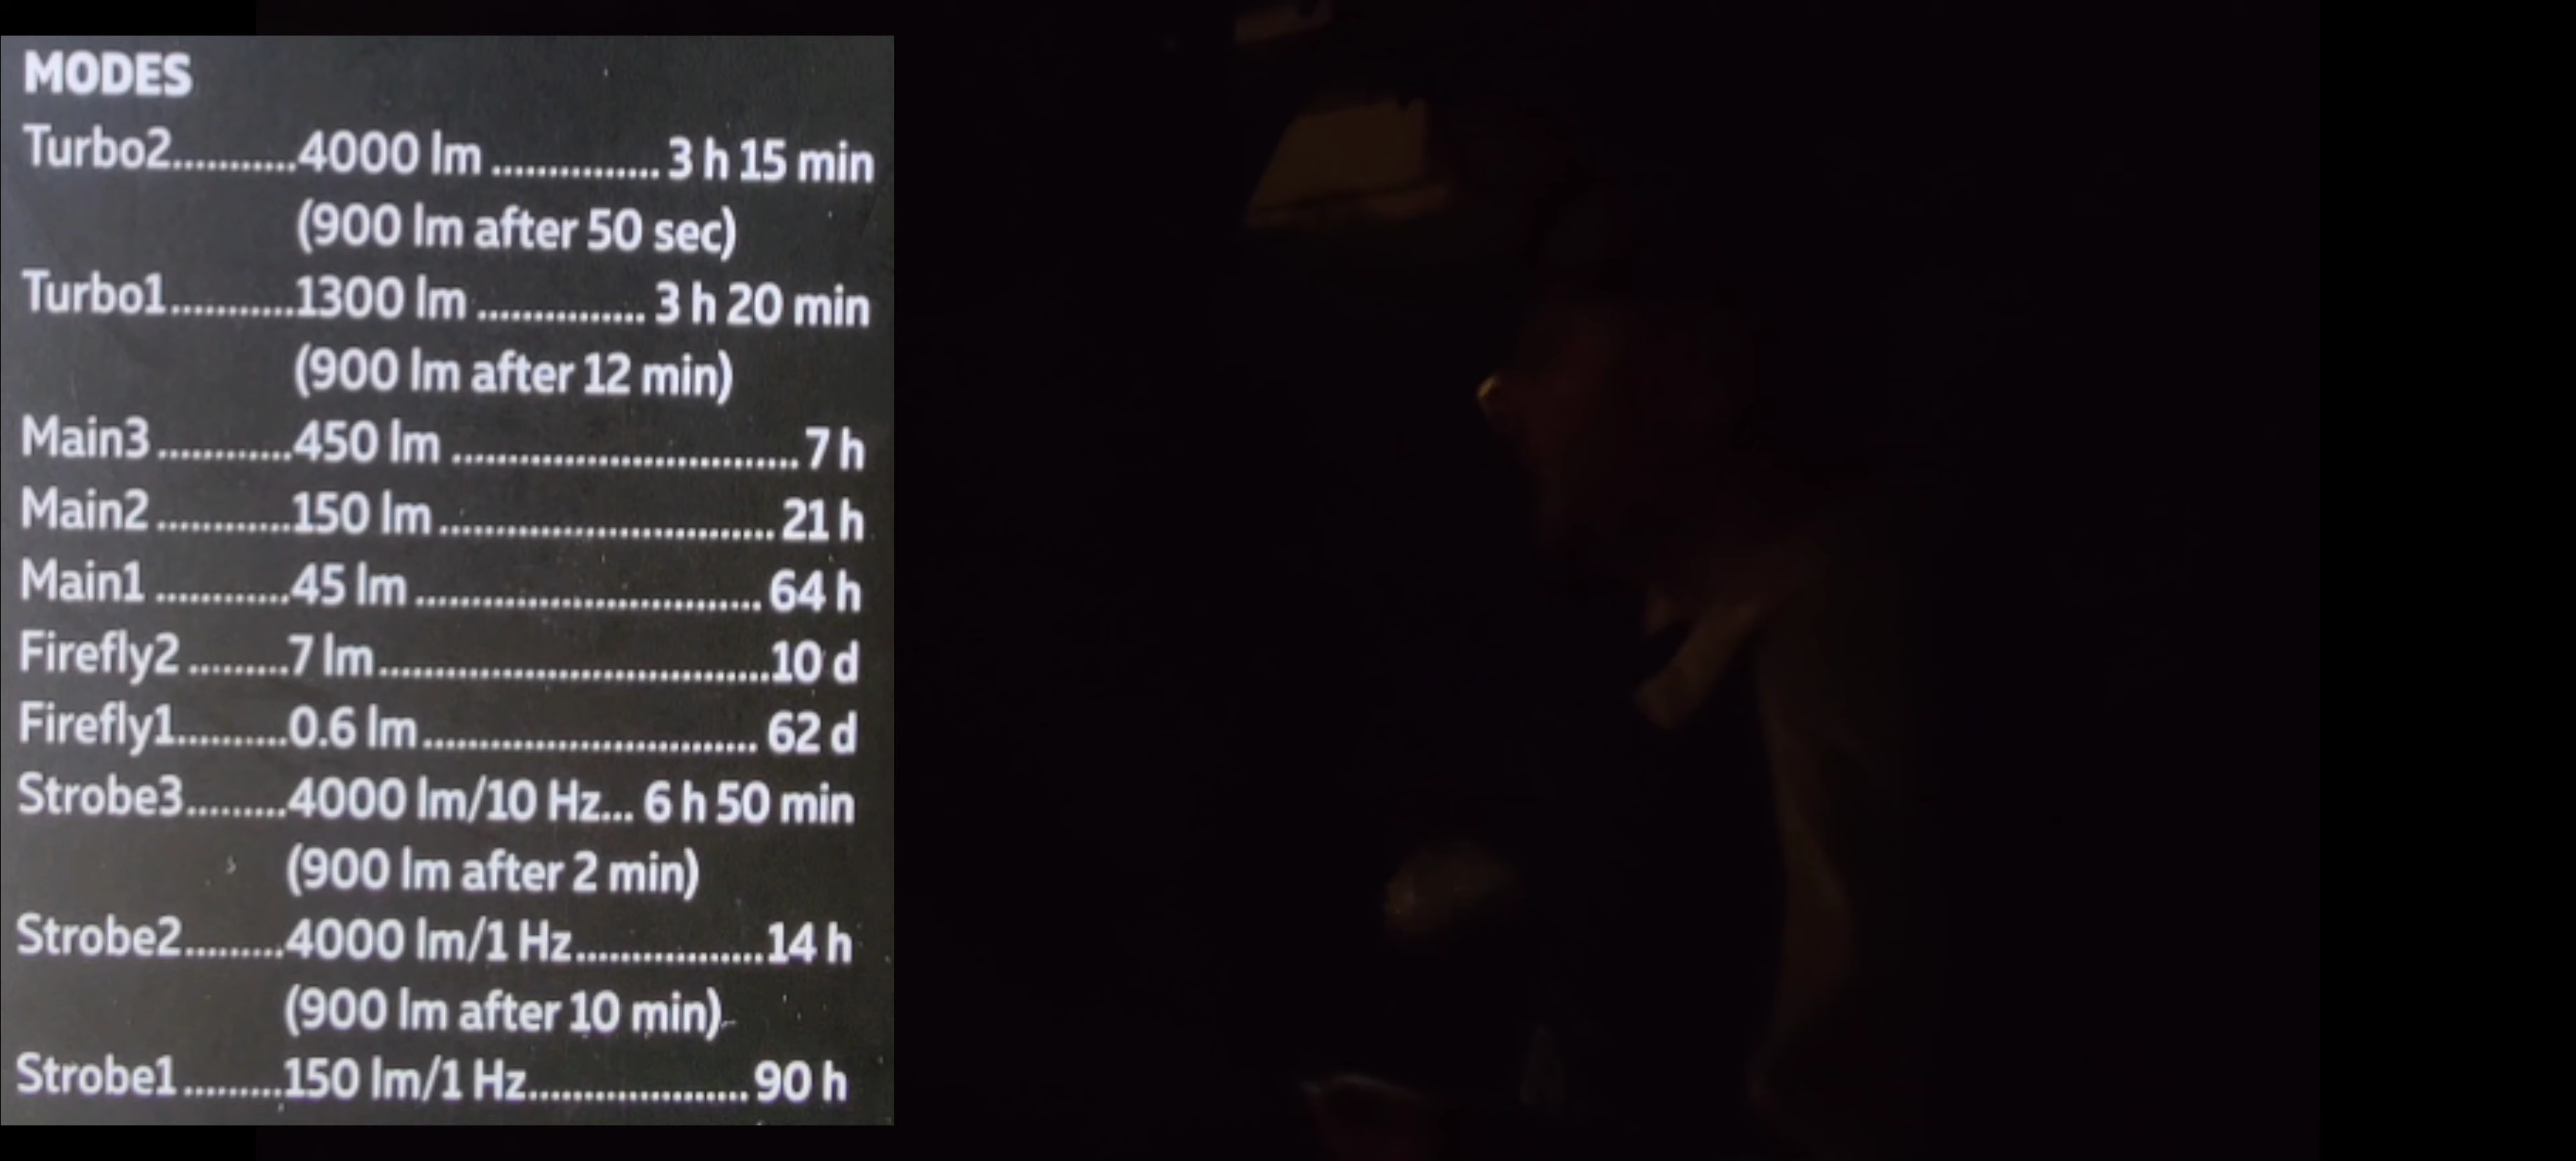 MODES
Turbo2...........4000 lm ............... 3 h 15 min
(900 lm after 50 sec)
Turbo1...........1300 lm ............... 3 h 20 min
(900 lm after 12 min)
Main3............450 lm ...............................7 h
Main2............150 lm.............................. 21 h
Main1............45 lm............................... 64 h
Firefly2.........7 lm...................................10 d
Firefly1..........0.6 lm.............................. 62 d
Strobe3.........4000 lm/10 Hz... 6 h 50 min
(900 lm after 2 min)
Strobe2.........4000 lm/1 Hz.................14 h
(900 lm after 10 min)
Strobe1.........150 lm/1 Hz.................... 90 h